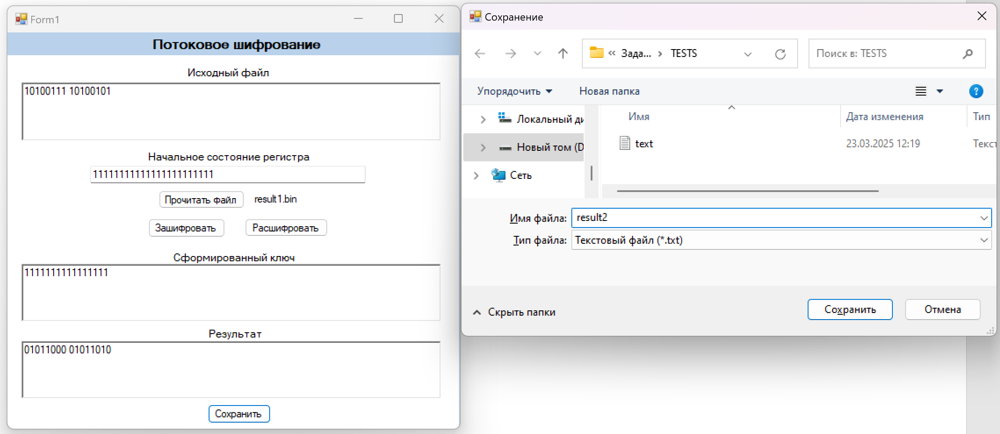 Form1
Потоковое шифрование
Исходный файл
10100111 10100101
Начальное состояние регистра
11111111111111111111111
Прочитать файл result1.bin
Зашифровать Расшифровать
Сформированный ключ
1111111111111111
Результат
01011000 01011010
Сохранить
Сохранение
« Зада... › TESTS
Поиск в: TESTS
Упорядочить Новая папка
?
Имя Дата изменения Тип
Локальный ди
Новый том (D
Сеть
text 23.03.2025 12:19 Текст
Имя файла: result2
Тип файла: Текстовый файл (*.txt)
Скрыть папки
Сохранить Отмена